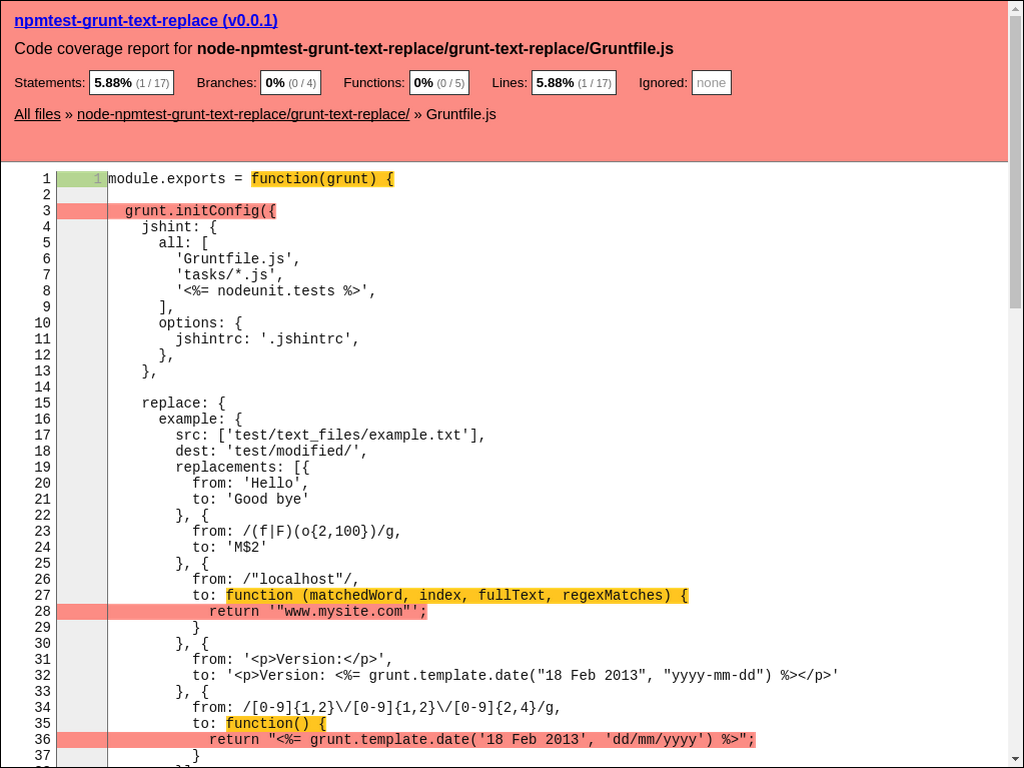 npmtest-grunt-text-replace (v0.0.1)
Code coverage report for node-npmtest-grunt-text-replace/grunt-text-replace/Gruntfile.js
Statements: 5.88% (1 / 17) Branches: 0% (0 / 4) Functions: 0% (0 / 5) Lines: 5.88% (1 / 17) Ignored: none
All files » node-npmtest-grunt-text-replace/grunt-text-replace/ » Gruntfile.js
1 1 module.exports = function(grunt) {
2
3 grunt.initConfig({
4 jshint: {
5 all: [
6 'Gruntfile.js',
7 'tasks/*.js',
8 '<%= nodeunit.tests %>',
9 ],
10 options: {
11 jshintrc: '.jshintrc',
12 },
13 },
14
15 replace: {
16 example: {
17 src: ['test/text_files/example.txt'],
18 dest: 'test/modified/',
19 replacements: [{
20 from: 'Hello',
21 to: 'Good bye'
22 }, {
23 from: /(f|F)(o{2,100})/g,
24 to: 'M$2'
25 }, {
26 from: /"localhost"/,
27 to: function (matchedWord, index, fullText, regexMatches) {
28 return '"www.mysite.com"';
29 }
30 }, {
31 from: '<p>Version:</p>',
32 to: '<p>Version: <%= grunt.template.date("18 Feb 2013", "yyyy-mm-dd") %></p>'
33 }, {
34 from: /[0-9]{1,2}\/[0-9]{1,2}\/[0-9]{2,4}/g,
35 to: function() {
36 return "<%= grunt.template.date('18 Feb 2013', 'dd/mm/yyyy') %>";
37 }